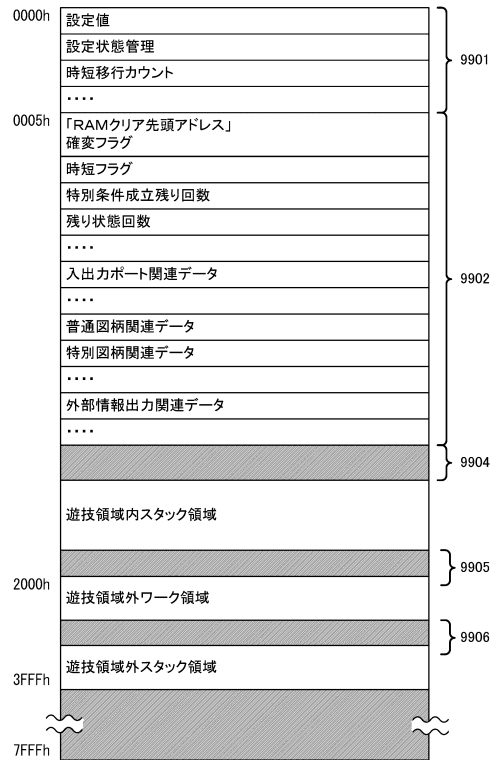 0000h
設定値
設定状態管理
時短移行カウント
・・・・
9901
0005h
「RAMクリア先頭アドレス」
確変フラグ
時短フラグ
特別条件成立残り回数
残り状態回数
・・・・
入出力ポート関連データ
・・・・
普通図柄関連データ
特別図柄関連データ
・・・・
外部情報出力関連データ
・・・・
9902
9904
遊技領域内スタック領域
9905
2000h
遊技領域外ワーク領域
9906
遊技領域外スタック領域
3FFFh
7FFFh